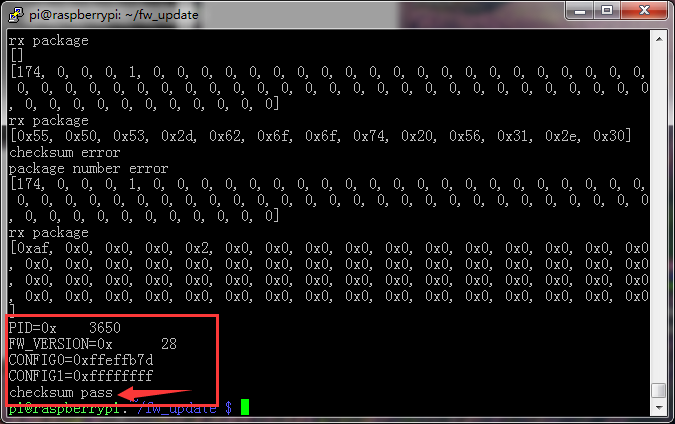 pi@raspberrypi: ~/fw_update
rx package
[]
[174, 0, 0, 0, 1, 0, 0, 0, 0, 0, 0, 0, 0, 0, 0, 0, 0, 0, 0, 0, 0, 0, 0, 0, 0, 0,
0, 0, 0, 0, 0, 0, 0, 0, 0, 0, 0, 0, 0, 0, 0, 0, 0, 0, 0, 0, 0, 0, 0, 0, 0, 0, 0
, 0, 0, 0, 0, 0, 0, 0, 0, 0, 0, 0]
rx package
[0x55, 0x50, 0x53, 0x2d, 0x62, 0x6f, 0x6f, 0x74, 0x20, 0x56, 0x31, 0x2e, 0x30]
checksum error
package number error
[174, 0, 0, 0, 1, 0, 0, 0, 0, 0, 0, 0, 0, 0, 0, 0, 0, 0, 0, 0, 0, 0, 0, 0, 0, 0,
0, 0, 0, 0, 0, 0, 0, 0, 0, 0, 0, 0, 0, 0, 0, 0, 0, 0, 0, 0, 0, 0, 0, 0, 0, 0, 0
, 0, 0, 0, 0, 0, 0, 0, 0, 0, 0, 0]
rx package
[0xaf, 0x0, 0x0, 0x0, 0x2, 0x0, 0x0, 0x0, 0x0, 0x0, 0x0, 0x0, 0x0, 0x0, 0x0, 0x0
, 0x0, 0x0, 0x0, 0x0, 0x0, 0x0, 0x0, 0x0, 0x0, 0x0, 0x0, 0x0, 0x0, 0x0, 0x0, 0x0
, 0x0, 0x0, 0x0, 0x0, 0x0, 0x0, 0x0, 0x0, 0x0, 0x0, 0x0, 0x0, 0x0, 0x0, 0x0, 0x0
, 0x0, 0x0, 0x0, 0x0, 0x0, 0x0, 0x0, 0x0, 0x0, 0x0, 0x0, 0x0, 0x0, 0x0, 0x0, 0x0
]
PID=0x    3650
FW_VERSION=0x      28
CONFIG0=0xffeffb7d
CONFIG1=0xffffffff
checksum pass
pi@raspberrypi:~/fw_update $